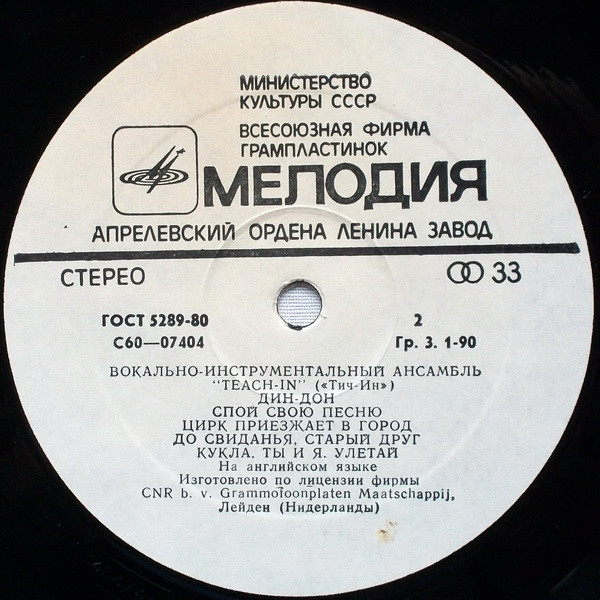 МИНИСТЕРСТВО
КУЛЬТУРЫ СССР
ВСЕСОЮЗНАЯ ФИРМА
ГРАМПЛАСТИНОК
МЕЛОДИЯ
АПРЕЛЕВСКИЙ ОРДЕНА ЛЕНИНА ЗАВОД
СТЕРЕО 33
ГОСТ 5289-80 2
С60—07404 Гр. 3. 1-90
ВОКАЛЬНО-ИНСТРУМЕНТАЛЬНЫЙ АНСАМБЛЬ
"TEACH-IN" («Тич-Ин»)
ДИН-ДОН
СПОЙ СВОЮ ПЕСНЮ
ЦИРК ПРИЕЗЖАЕТ В ГОРОД
ДО СВИДАНЬЯ, СТАРЫЙ ДРУГ
КУКЛА. ТЫ И Я. УЛЕТАЙ
На английском языке
Изготовлено по лицензии фирмы
CNR b. v. Grammofoonplaten Maatschappij,
Лейден (Нидерланды)